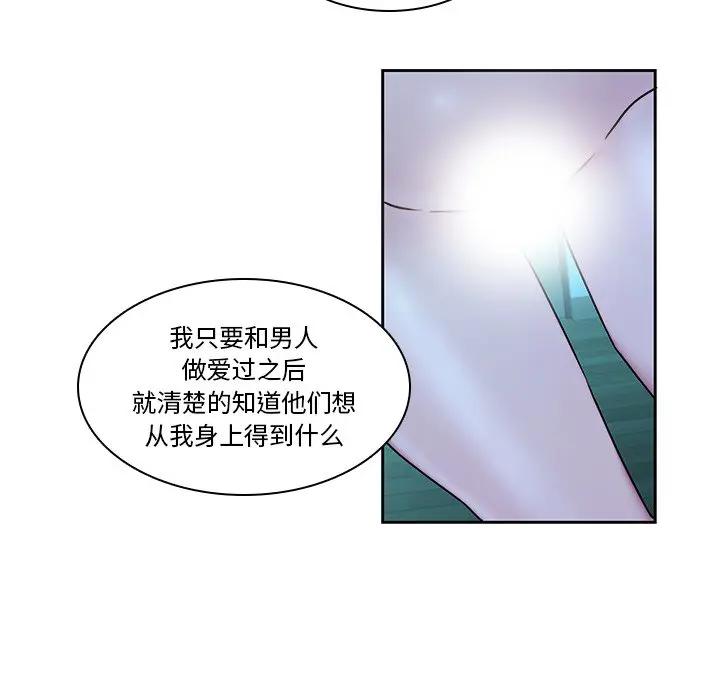 我只要和男人
做爱过之后
就清楚的知道他们想
从我身上得到什么